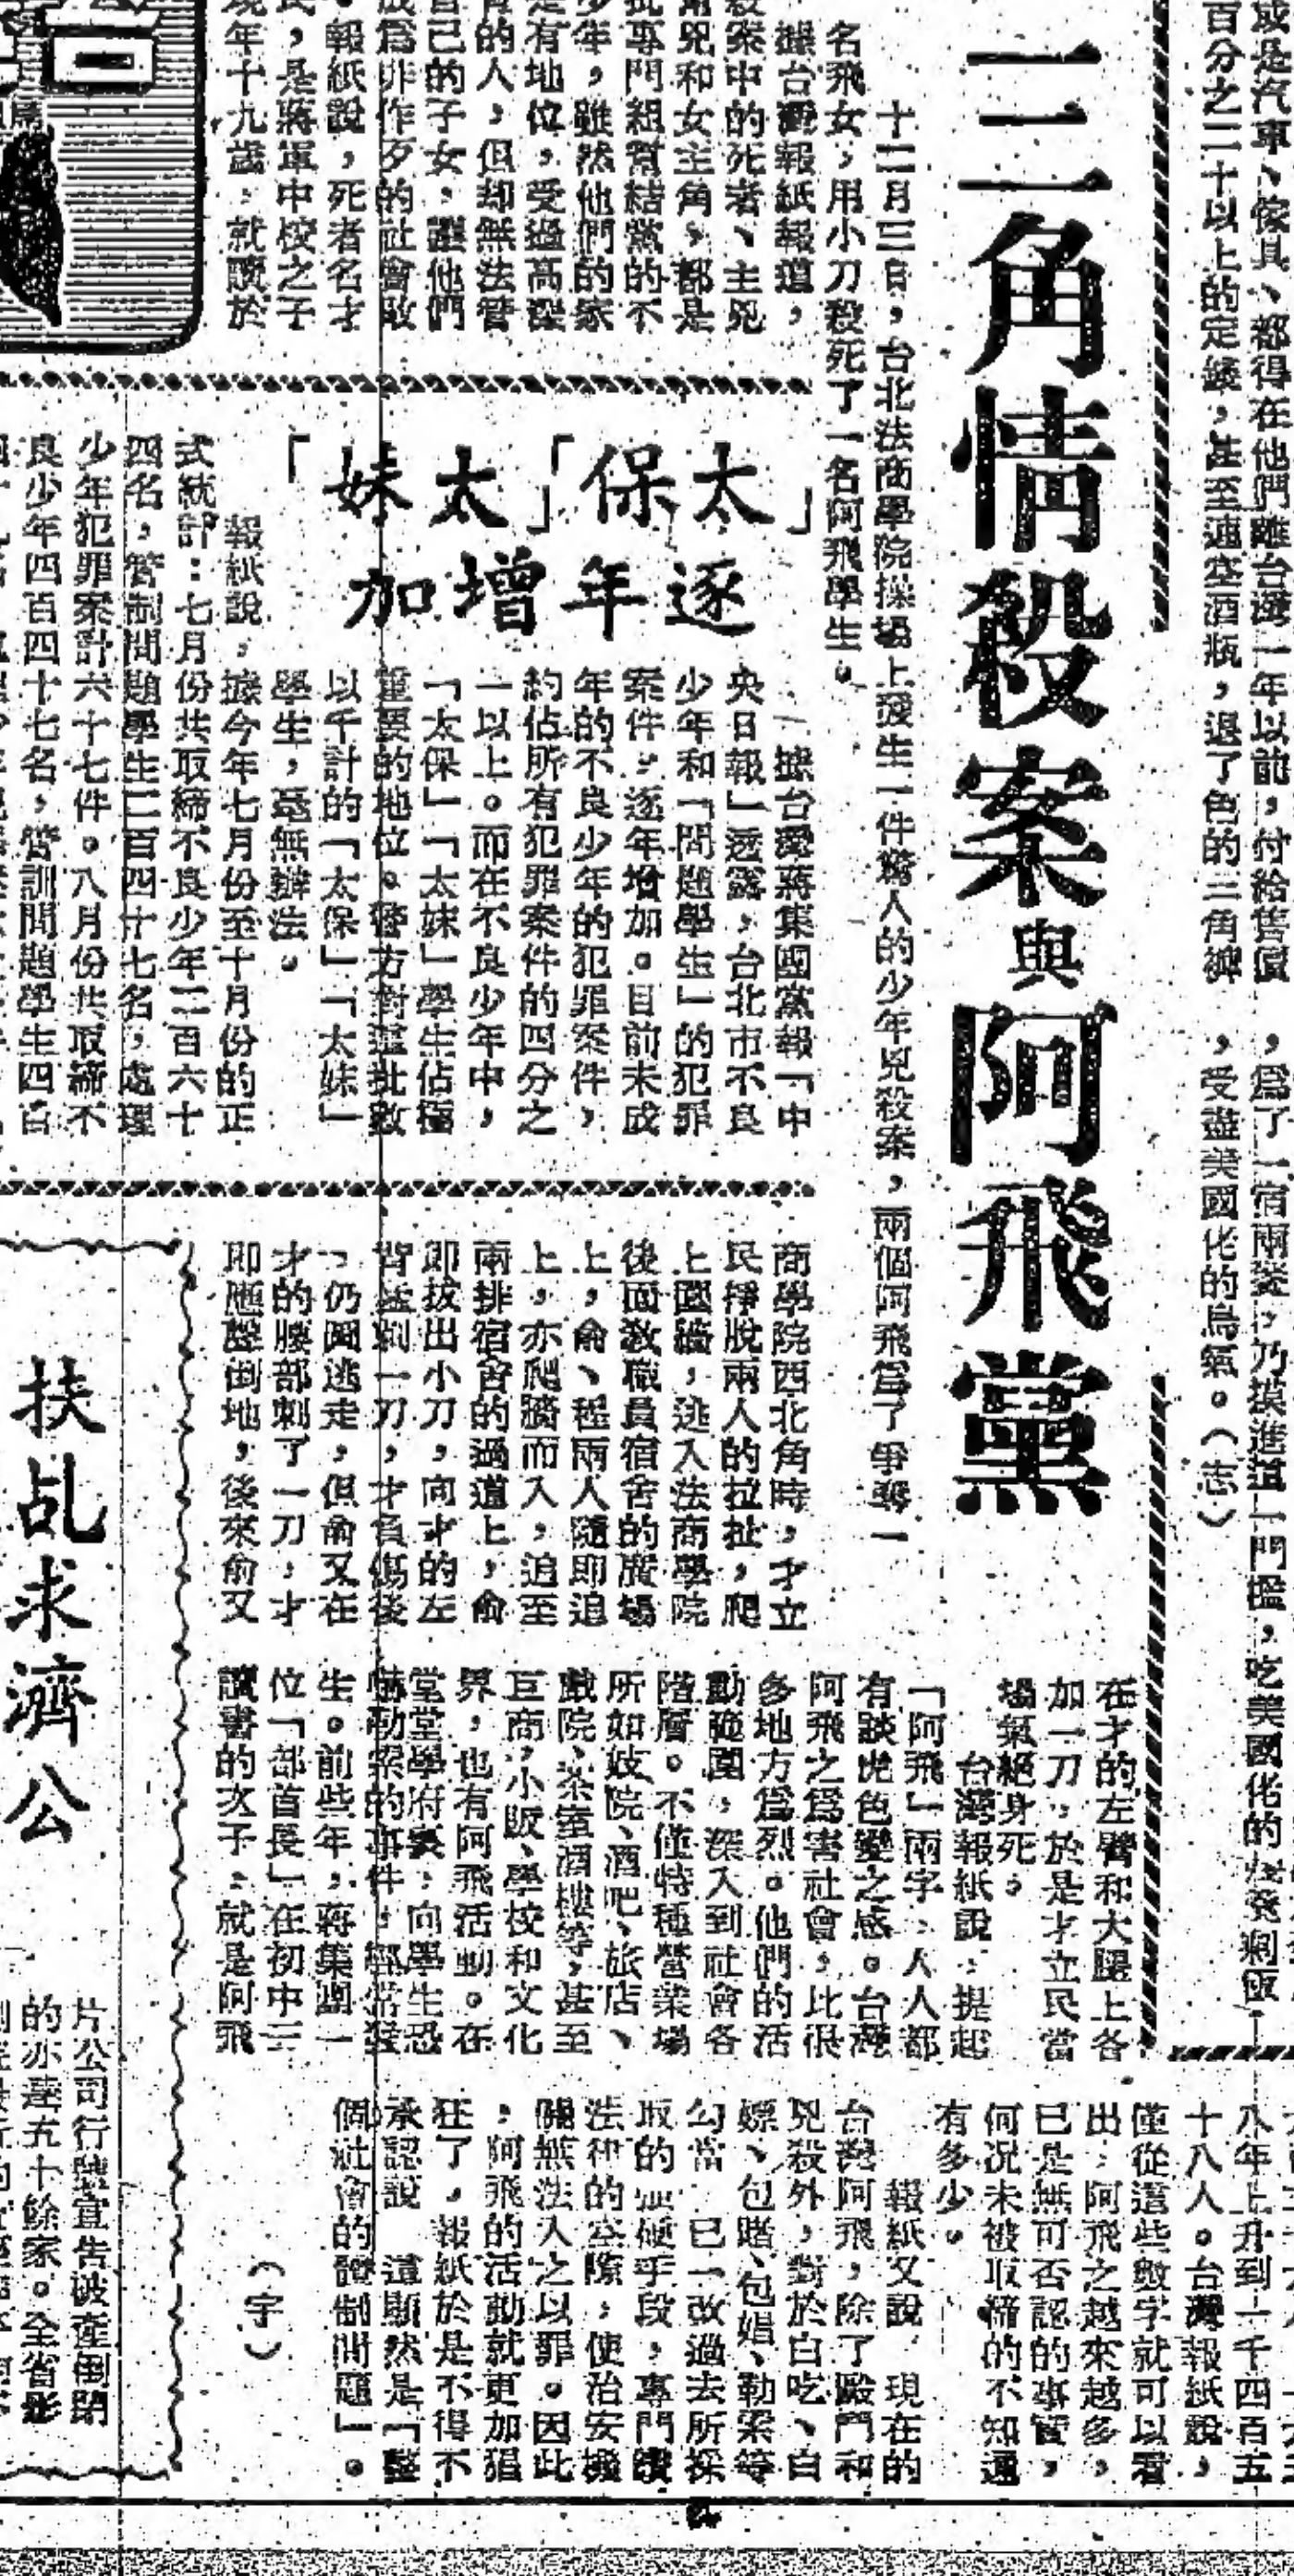 或是汽車、傢具、都得在他們離台灣一年以前，付給售價
百分之二十以上的定錢，甚至連空酒瓶，退了色的三角褲
，爲了一宿兩餐，乃摸進這一門檻，吃美國佬的殘羹剩飯
，受盡美國佬的烏氣。（志）
三角情殺案與阿飛黨
十二月三日，台北法商學院操場上發生一件驚人的少年兇殺案，兩個阿飛爲了爭奪一
名飛女，用小刀殺死了一名阿飛學生。
據台灣報紙報道，
殺案中的死者、主兇
兇和女主角，都是
批專門組幫結黨的不
少年，雖然他們的家
是有地位，受過高深
育的人，但却無法管
自己的子女，讓他們
成爲非作歹的社會敗
。報紙說，死者名才
民，是蔣軍中校之子
現年十九歲，就讀於
「太保」「太妹」
逐年增加
據台灣蔣集團黨報「中
央日報」透露，台北市不良
少年和「問題學生」的犯罪
案件，逐年增加。目前未成
年的不良少年的犯罪案件，
約佔所有犯罪案件的四分之
一以上。而在不良少年中，
「太保」「太妹」學生佔極
重要的地位。警方對這批數
以千計的「太保」「太妹」
學生，毫無辦法。
報紙說，據今年七月份至十月份的正
式統計：七月份共取締不良少年二百六十
四名，管制問題學生二百四十七名，處理
少年犯罪案計六十七件。八月份共取締不
良少年四百四十七名，管訓問題學生四百
商學院西北角時，才立
民掙脫兩人的拉扯，爬
上圍牆，逃入法商學院
後面教職員宿舍的廣場
上，俞、程兩人隨即追
上，亦爬牆而入，追至
兩排宿舍的過道上，俞
即拔出小刀，向才的左
背猛刺一刀，才負傷後
，仍圖逃走，但俞又在
才的腰部刺了一刀，才
即應聲倒地，後來俞又
在才的左臂和大腿上各
加一刀，於是才立民當
場氣絕身死。
台灣報紙說，提起
「阿飛」兩字，人人都
有談虎色變之感。台灣
阿飛之爲害社會，比很
多地方爲烈。他們的活
動範圍，深入到社會各
階層。不僅特種營業場
所如妓院、酒吧、旅店、
戲院、茶室酒樓等，甚至
巨商，小販、學校和文化
界，也有阿飛活動。在
堂堂學府裏，向學生恐
嚇勒索的事件，經常發
生。前些年，蔣集團一
位「部首長」在初中三
讀書的次子，就是阿飛
八年上升到一千四百五
十八人。台灣報紙說，
僅從這些數字就可以看
出，阿飛之越來越多，
已是無可否認的事實，
何况未被取締的不知還
有多少。
報紙又說，現在的
台灣阿飛，除了毆鬥和
兇殺外，對於白吃、白
嫖、包賭、包娼、勒索等
勾當，已一改過去所採
取的強硬手段，專門鑽
法律的空隙，使治安機
關無法入之以罪。因此
，阿飛的活動就更加猖
狂了，報紙於是不得不
承認說，這顯然是「整
個社會的體制問題」。
（宇）
扶乩求濟公
片公司行號宣告破產倒閉
的亦達五十餘家。全省影